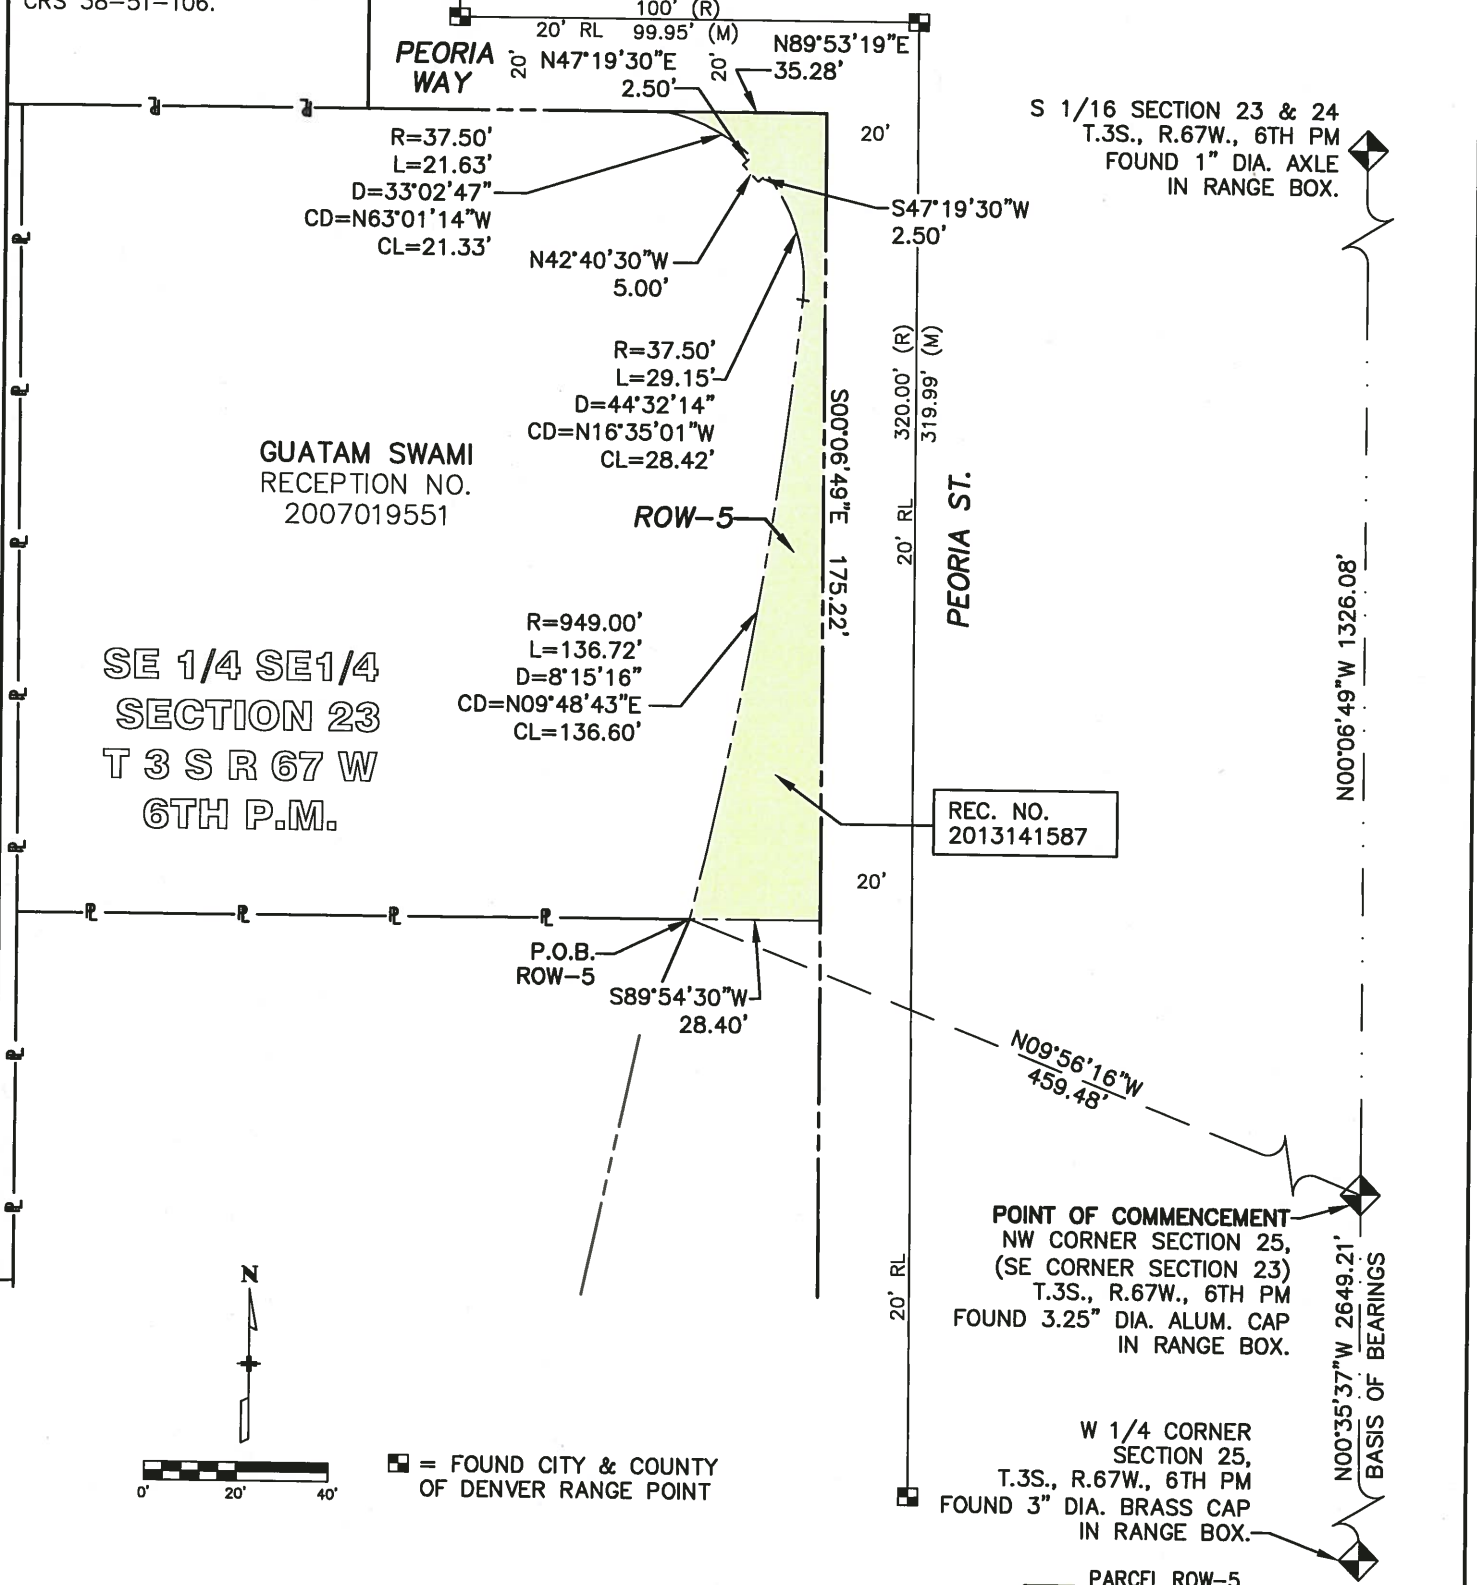 CRS 38-51-106.
100' (R)
20' RL 99.95' (M)
PEORIA
WAY
20'
N47°19'30"E
2.50'
20'
N89°53'19"E
35.28'
20'
S 1/16 SECTION 23 & 24
T.3S., R.67W., 6TH PM
FOUND 1" DIA. AXLE
IN RANGE BOX.
R=37.50'
L=21.63'
D=33°02'47"
CD=N63°01'14"W
CL=21.33'
S47°19'30"W
2.50'
N42°40'30"W
5.00'
R=37.50'
L=29.15'
D=44°32'14"
CD=N16°35'01"W
CL=28.42'
320.00' (R)
319.99' (M)
S00°06'49"E 175.22'
GUATAM SWAMI
RECEPTION NO.
2007019551
ROW-5
20' RL
PEORIA ST.
N00°06'49"W 1326.08'
R=949.00'
L=136.72'
D=8°15'16"
CD=N09°48'43"E
CL=136.60'
SE 1/4 SE1/4
SECTION 23
T 3 S R 67 W
6TH P.M.
REC. NO.
2013141587
20'
P.O.B.
ROW-5
S89°54'30"W
28.40'
N09°56'16"W
459.48'
POINT OF COMMENCEMENT
NW CORNER SECTION 25,
(SE CORNER SECTION 23)
T.3S., R.67W., 6TH PM
FOUND 3.25" DIA. ALUM. CAP
IN RANGE BOX.
20' RL
N00°35'37"W 2649.21'
BASIS OF BEARINGS
N
0' 20' 40'
= FOUND CITY & COUNTY
OF DENVER RANGE POINT
W 1/4 CORNER
SECTION 25,
T.3S., R.67W., 6TH PM
FOUND 3" DIA. BRASS CAP
IN RANGE BOX.
PARCEL ROW-5